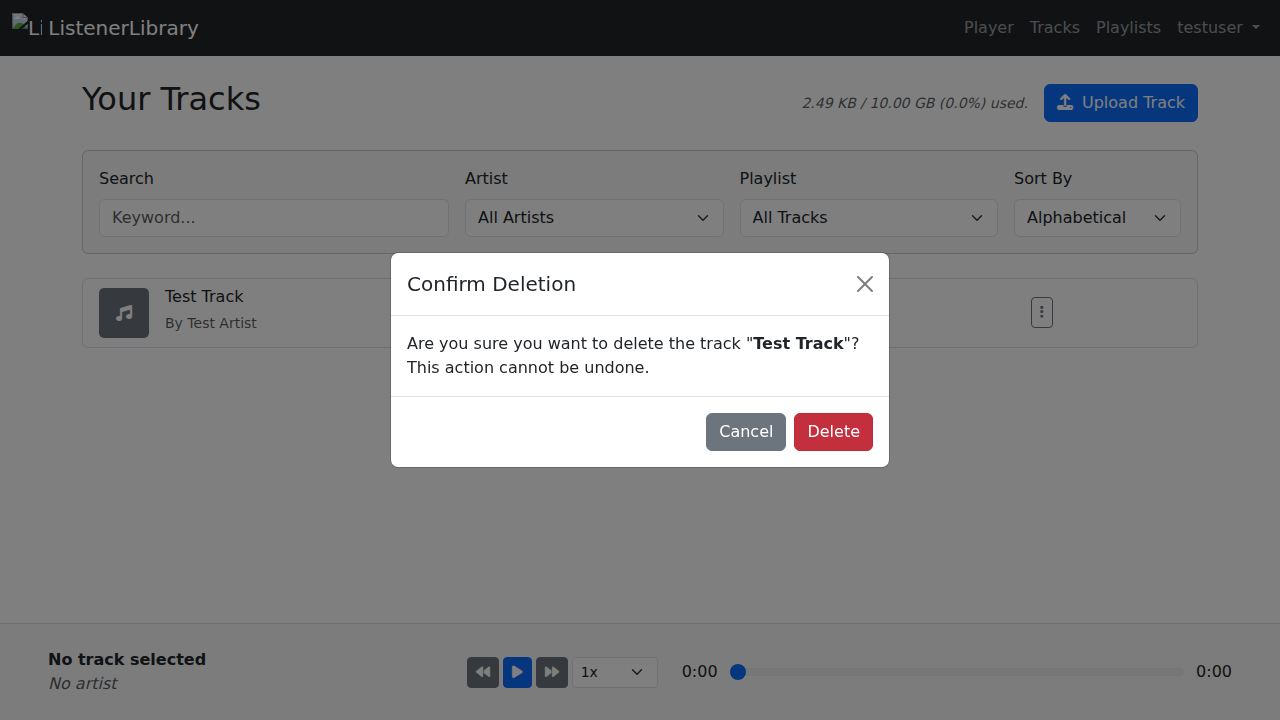 Li ListenerLibrary
Player Tracks Playlists testuser
Your Tracks
2.49 KB / 10.00 GB (0.0%) used.
Upload Track
Search
Artist
Playlist
Sort By
Keyword...
All Artists
All Tracks
Alphabetical
Test Track
By Test Artist
Confirm Deletion
Are you sure you want to delete the track "Test Track"?
This action cannot be undone.
Cancel
Delete
No track selected
No artist
1x
0:00
0:00